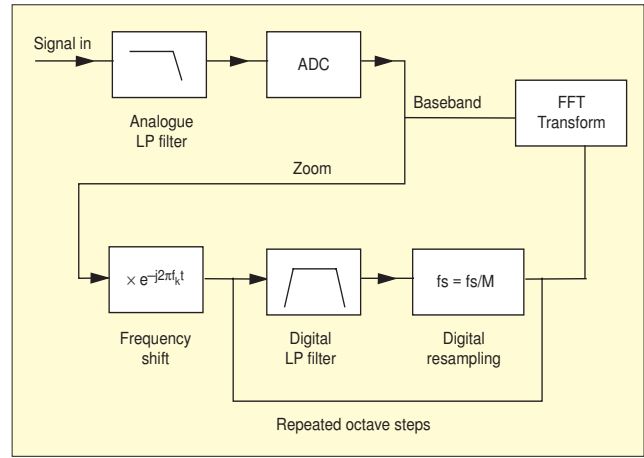 Signal in
ADC
Analogue
LP filter
Baseband
FFT
Transform
Zoom
× e–j2πfkt
fs = fs/M
Frequency
shift
Digital
LP filter
Digital
resampling
Repeated octave steps